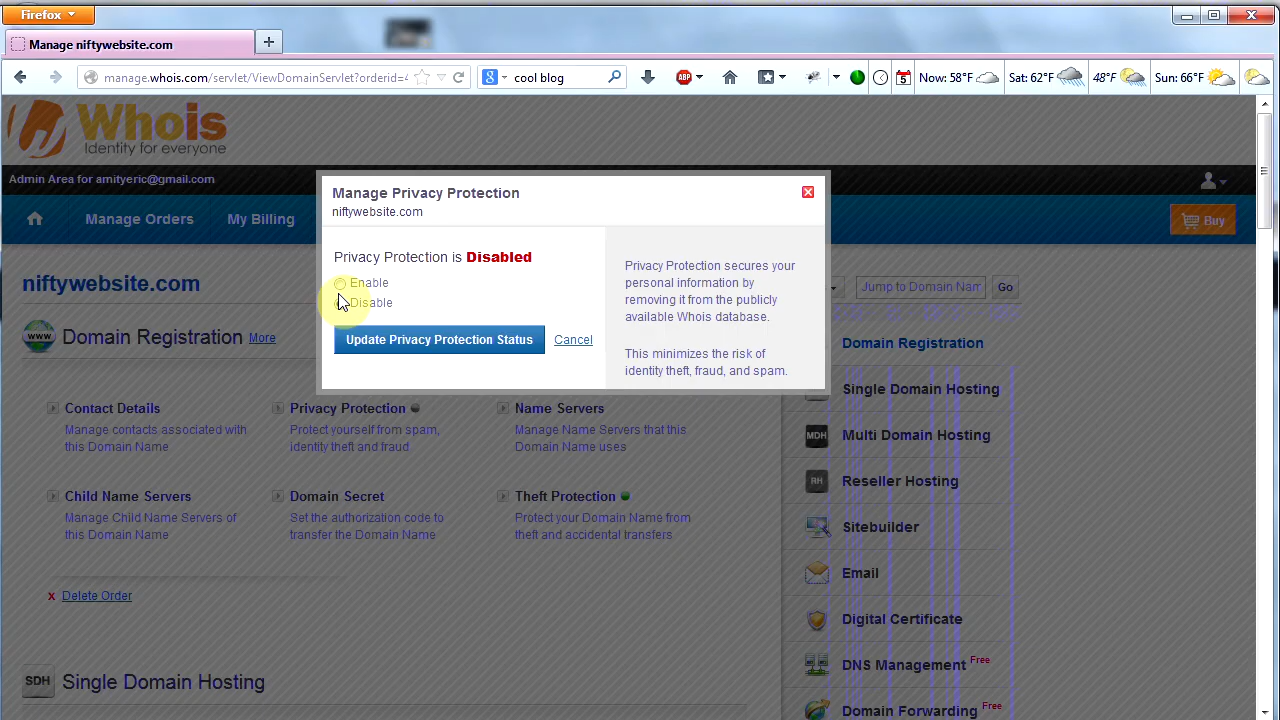 Firefox
Manage niftywebsite.com
manage.whois.com/servlet/ViewDomainServlet?orderid=4
cool blog
ABP
5
Now: 58°F
Sat: 62°F
48°F
Sun: 65°F
Whois
Identity for everyone
Admin Area for amityeric@gmail.com
Manage Orders
My Billing
Buy
Manage Privacy Protection
niftywebsite.com
Privacy Protection is Disabled
Enable
Disable
Update Privacy Protection Status
Cancel
Privacy Protection secures your
personal information by
removing it from the publicly
available Whois database.
This minimizes the risk of
identity theft, fraud, and spam.
niftywebsite.com
Jump to Domain Nam
Go
www
Domain Registration
More
Contact Details
Manage contacts associated with
this Domain Name
Privacy Protection
Protect yourself from spam,
identity theft and fraud
Name Servers
Manage Name Servers that this
Domain Name uses
Child Name Servers
Manage Child Name Servers of
this Domain Name
Domain Secret
Set the authorization code to
transfer the Domain Name
Theft Protection
Protect your Domain Name from
theft and accidental transfers
x Delete Order
SDH
Single Domain Hosting
Domain Registration
Single Domain Hosting
MDH
Multi Domain Hosting
RH
Reseller Hosting
Sitebuilder
Email
Digital Certificate
DNS Management Free
Domain Forwarding Free